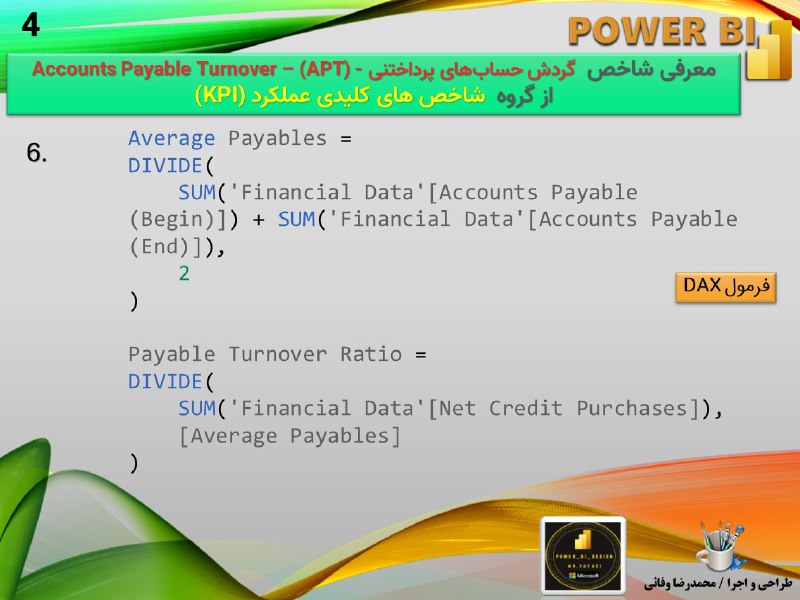 4
POWER BI
معرفی شاخص گردش حساب‌های پرداختنی - Accounts Payable Turnover – (APT)
از گروه شاخص های کلیدی عملکرد (KPI)
6.
Average Payables =
DIVIDE(
SUM('Financial Data'[Accounts Payable
(Begin)]) + SUM('Financial Data'[Accounts Payable
(End)]),
2
)
فرمول DAX
Payable Turnover Ratio =
DIVIDE(
SUM('Financial Data'[Net Credit Purchases]),
[Average Payables]
)
POWER_BI_DESIGN
MR.VAFAEI
Microsoft
طراحی و اجرا / محمدرضا وفائی